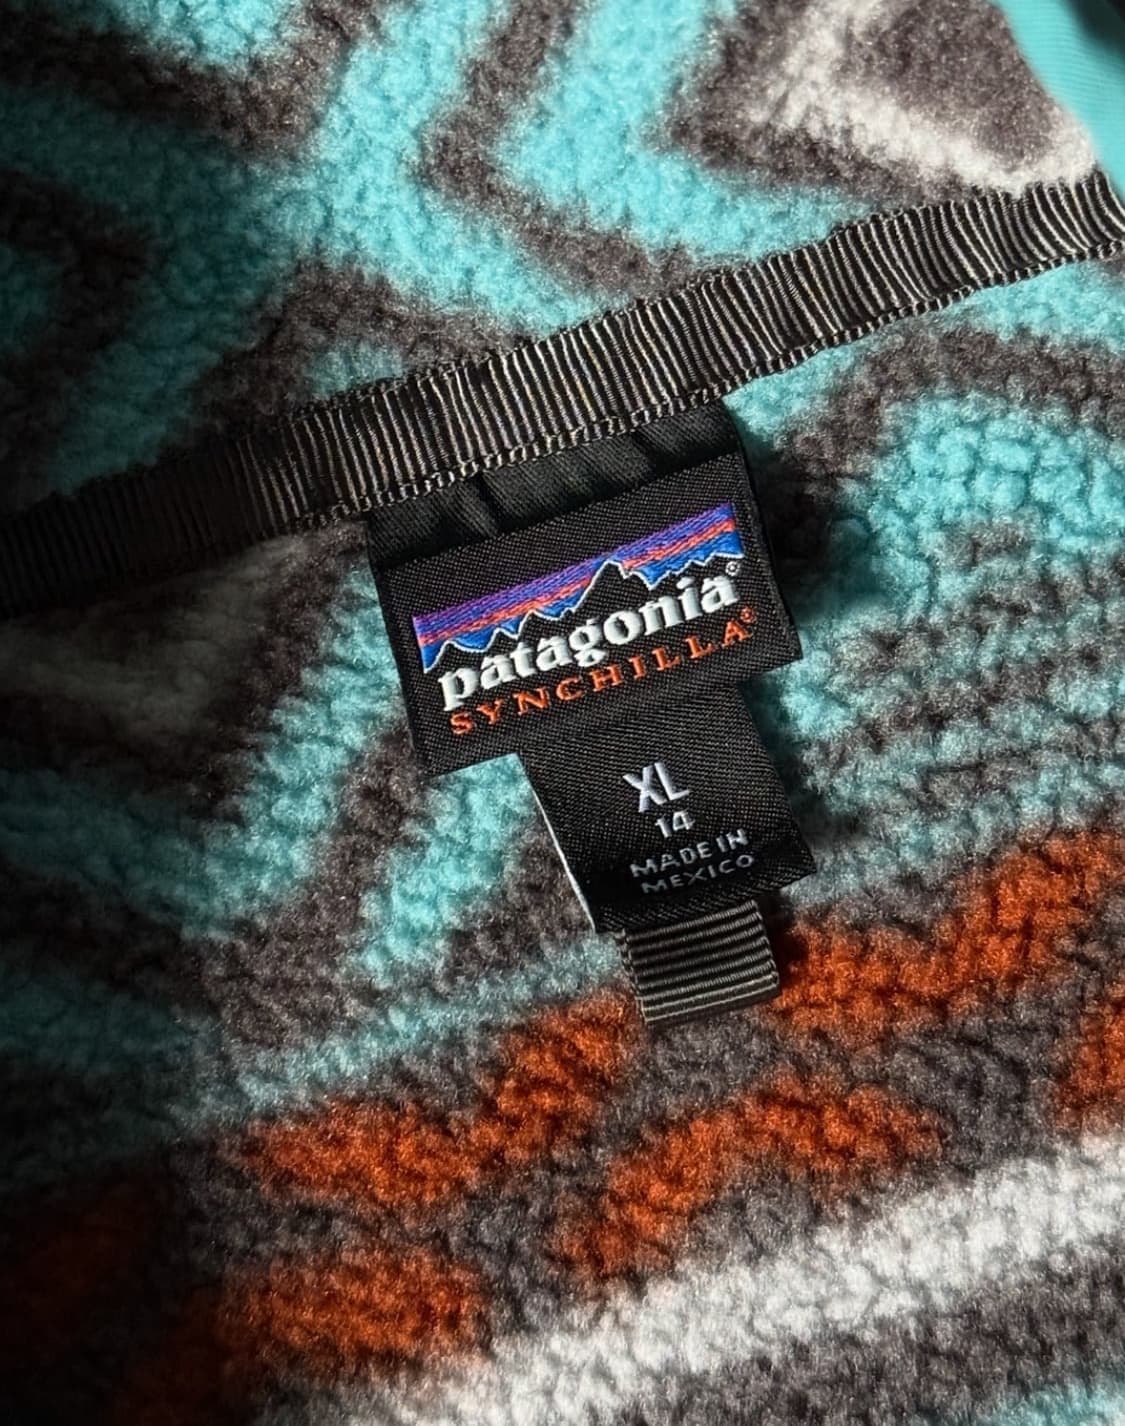 patagonia®
SYNCHILLA®
XL
14
MADE IN
MEXICO